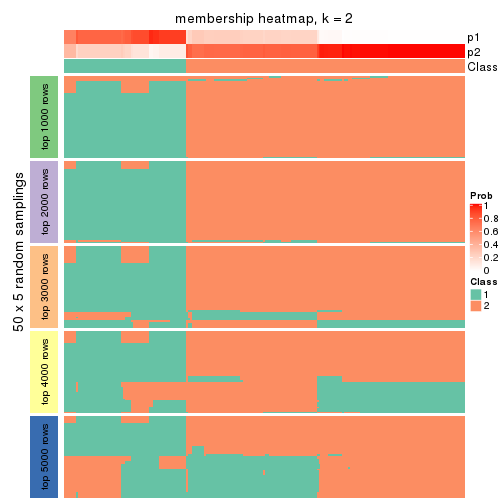 membership heatmap, k = 2
p1
p2
Class
50 x 5 random samplings
top 1000 rows
top 2000 rows
top 3000 rows
top 4000 rows
top 5000 rows
Prob
1
0.8
0.6
0.4
0.2
0
Class
1
2